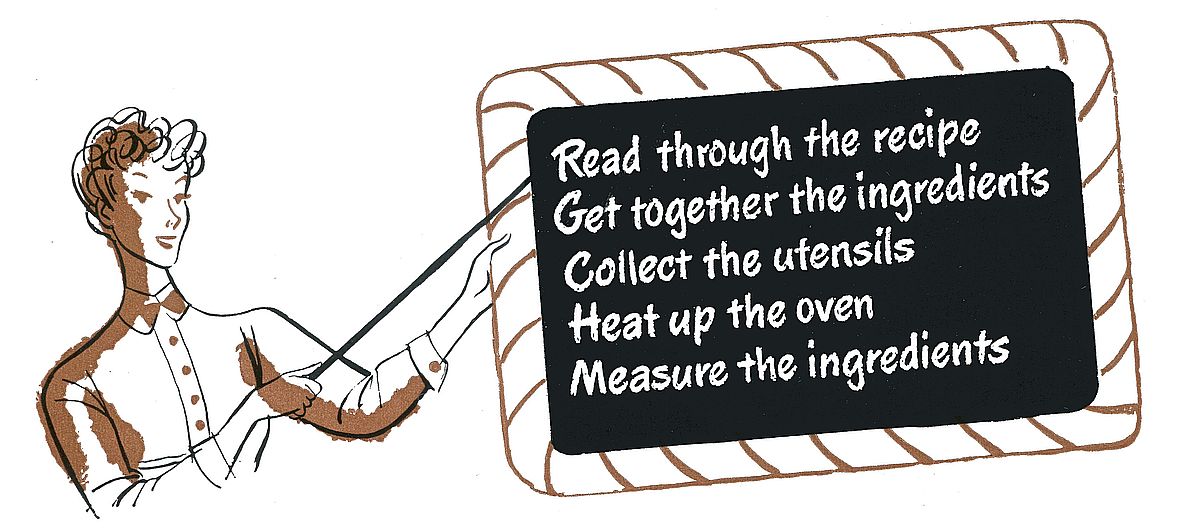 Read through the recipe
Get together the ingredients
Collect the utensils
Heat up the oven
Measure the ingredients